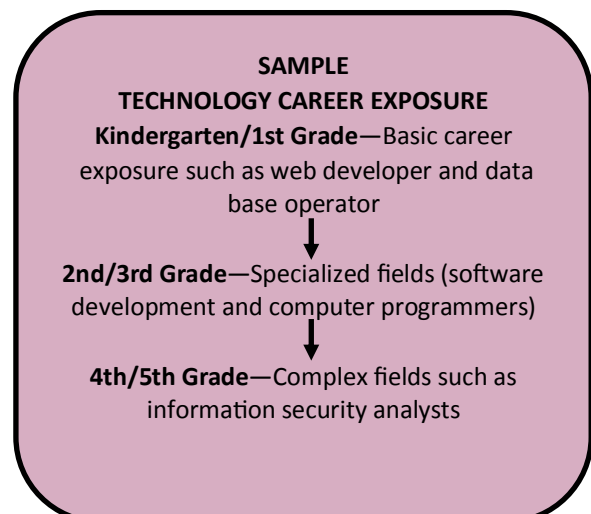 SAMPLE
TECHNOLOGY CAREER EXPOSURE
Kindergarten/1st Grade—Basic career
exposure such as web developer and data
base operator
2nd/3rd Grade—Specialized fields (software
development and computer programmers)
4th/5th Grade—Complex fields such as
information security analysts